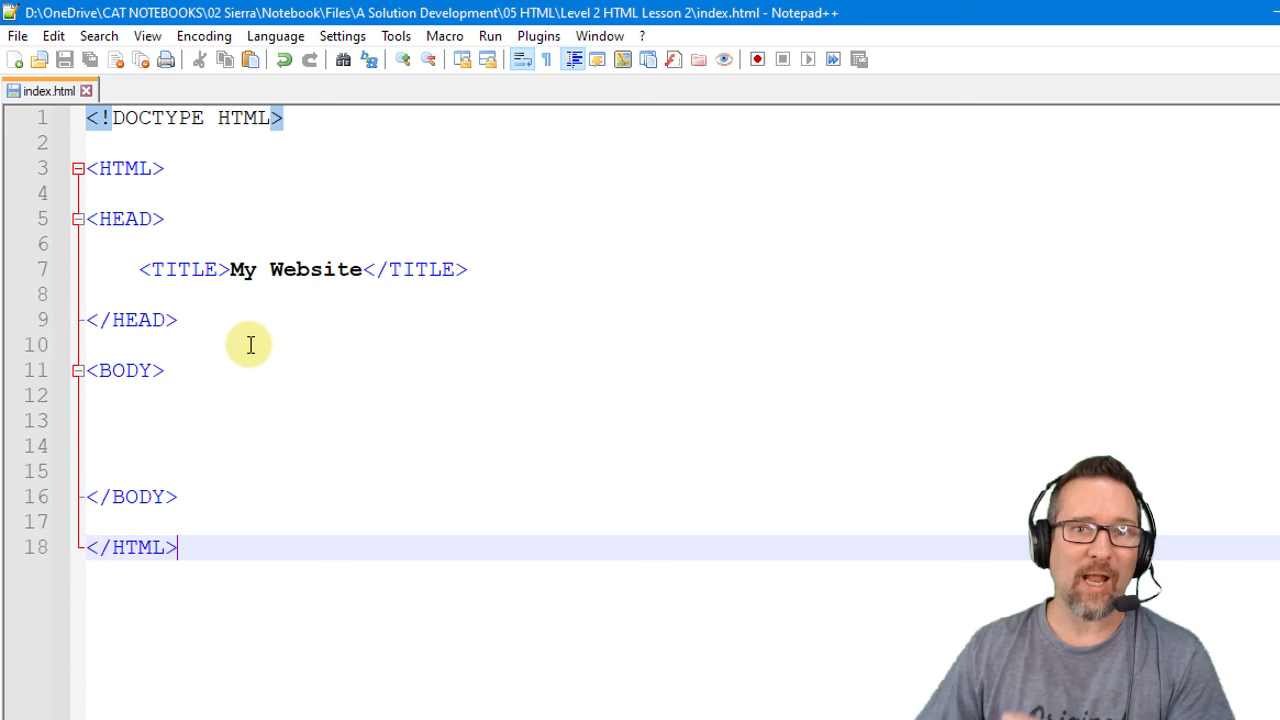 D:\OneDrive\CAT NOTEBOOKS\02 Sierra\Notebook\Files\A Solution Development\05 HTML\Level 2 HTML Lesson 2\index.html - Notepad++
File Edit Search View Encoding Language Settings Tools Macro Run Plugins Window ?
index.html
1 <!DOCTYPE HTML>
2
3 <HTML>
4
5 <HEAD>
6
7 <TITLE>My Website</TITLE>
8
9 </HEAD>
10
11 <BODY>
12
13
14
15
16 </BODY>
17
18 </HTML>
Original